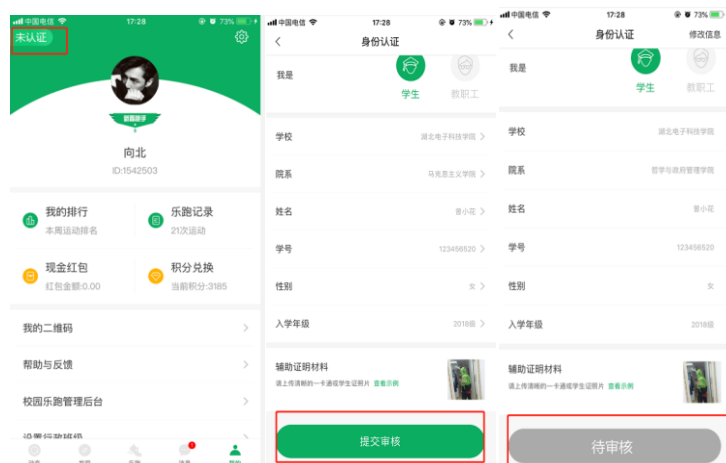 中国电信
17:28
73%
未认证
向北
ID:1542503
我的排行
本周运动排名
乐跑记录
21次运动
现金红包
红包金额:0.00
积分兑换
当前积分:3185
我的二维码
帮助与反馈
校园乐跑管理后台
设置行政班级
我的
中国电信
17:28
73%
身份认证
我是
学生
教职工
学校
湖北电子科技学院
院系
马克思主义学院
姓名
曾小花
学号
123456520
性别
女
入学年级
2018级
辅助证明材料
请上传清晰的一卡通或学生证照片 查看示例
提交审核
中国电信
17:28
73%
身份认证
修改信息
我是
学生
教职工
学校
湖北电子科技学院
院系
哲学与政府管理学院
姓名
曾小花
学号
123456520
性别
女
入学年级
2018级
辅助证明材料
请上传清晰的一卡通或学生证照片 查看示例
待审核